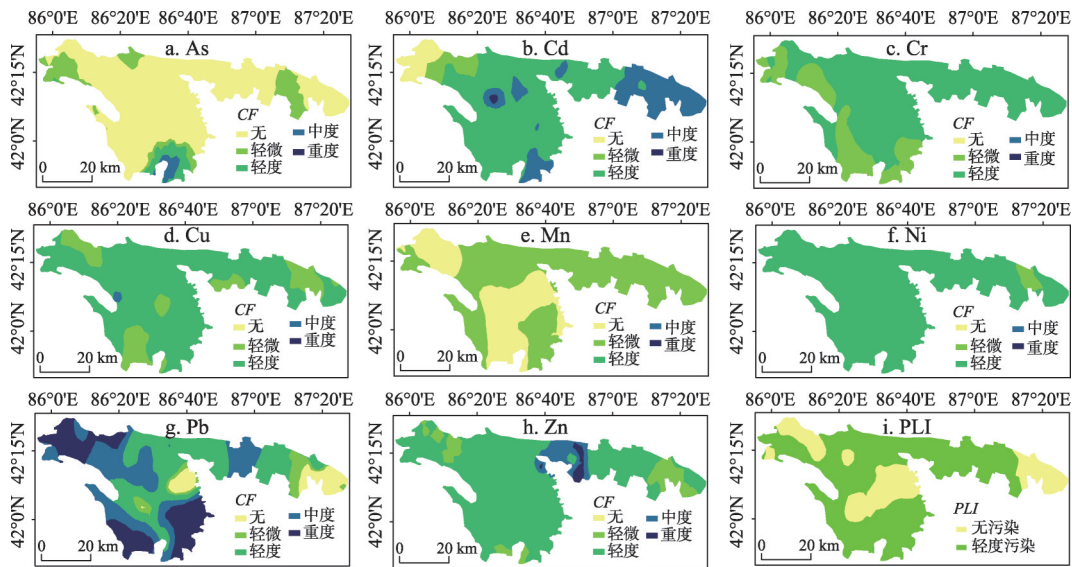 86°0′E 86°20′E 86°40′E 87°0′E 87°20′E
86°0′E 86°20′E 86°40′E 87°0′E 87°20′E
86°0′E 86°20′E 86°40′E 87°0′E 87°20′E
42°15′N
42°0′N
a. As
CF
无
轻微
轻度
中度
重度
0 20 km
42°15′N
42°0′N
b. Cd
CF
无
轻微
轻度
中度
重度
0 20 km
42°15′N
42°0′N
c. Cr
CF
无
轻微
轻度
中度
重度
0 20 km
86°0′E 86°20′E 86°40′E 87°0′E 87°20′E
86°0′E 86°20′E 86°40′E 87°0′E 87°20′E
86°0′E 86°20′E 86°40′E 87°0′E 87°20′E
42°15′N
42°0′N
d. Cu
CF
无
轻微
轻度
中度
重度
0 20 km
42°15′N
42°0′N
e. Mn
CF
无
轻微
轻度
中度
重度
0 20 km
42°15′N
42°0′N
f. Ni
CF
无
轻微
轻度
中度
重度
0 20 km
86°0′E 86°20′E 86°40′E 87°0′E 87°20′E
86°0′E 86°20′E 86°40′E 87°0′E 87°20′E
86°0′E 86°20′E 86°40′E 87°0′E 87°20′E
42°15′N
42°0′N
g. Pb
CF
无
轻微
轻度
中度
重度
0 20 km
42°15′N
42°0′N
h. Zn
CF
无
轻微
轻度
中度
重度
0 20 km
42°15′N
42°0′N
i. PLI
PLI
无污染
轻度污染
0 20 km